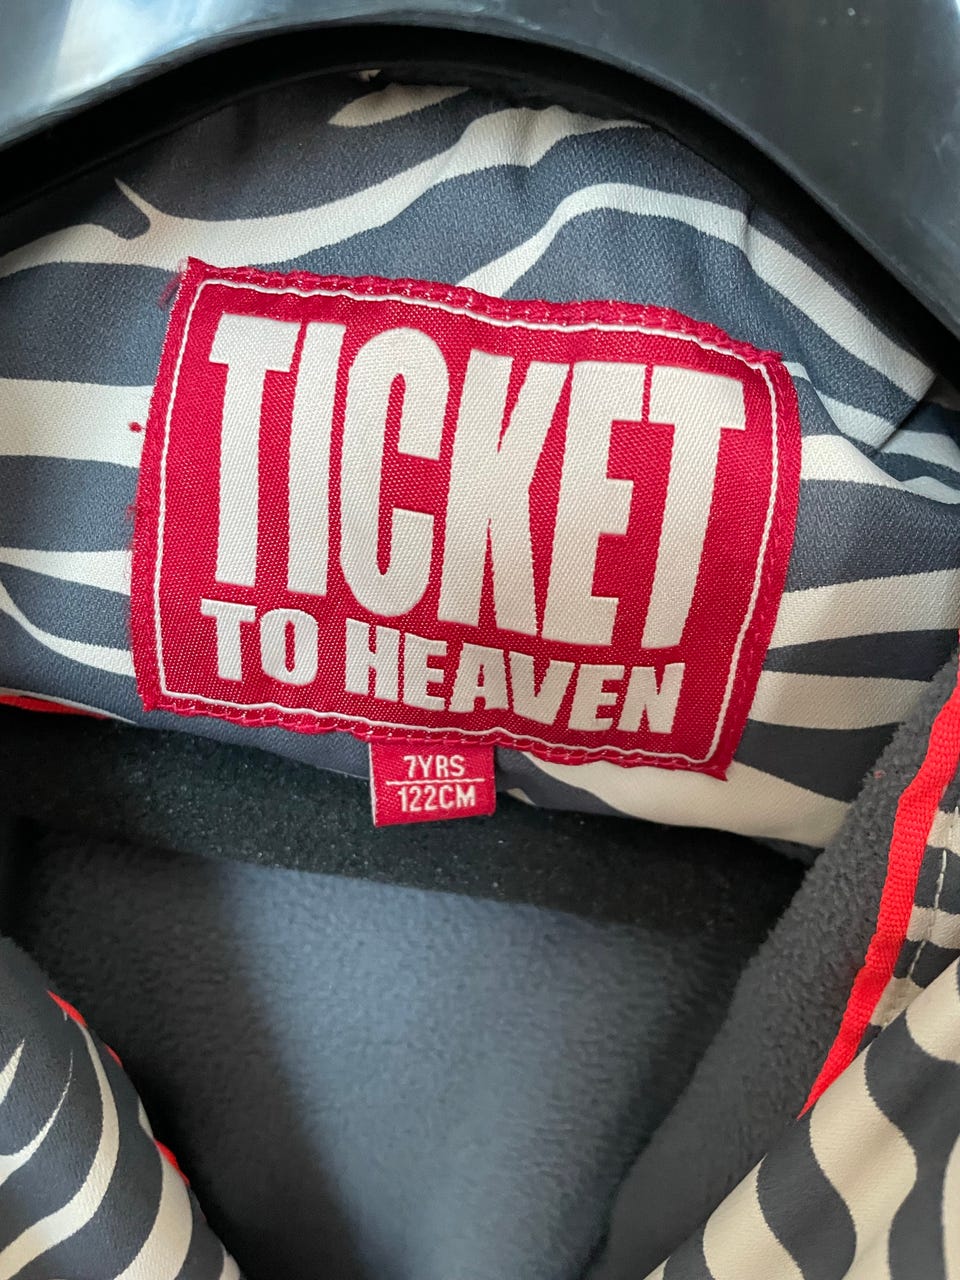 TICKET
TO HEAVEN
7YRS
122CM